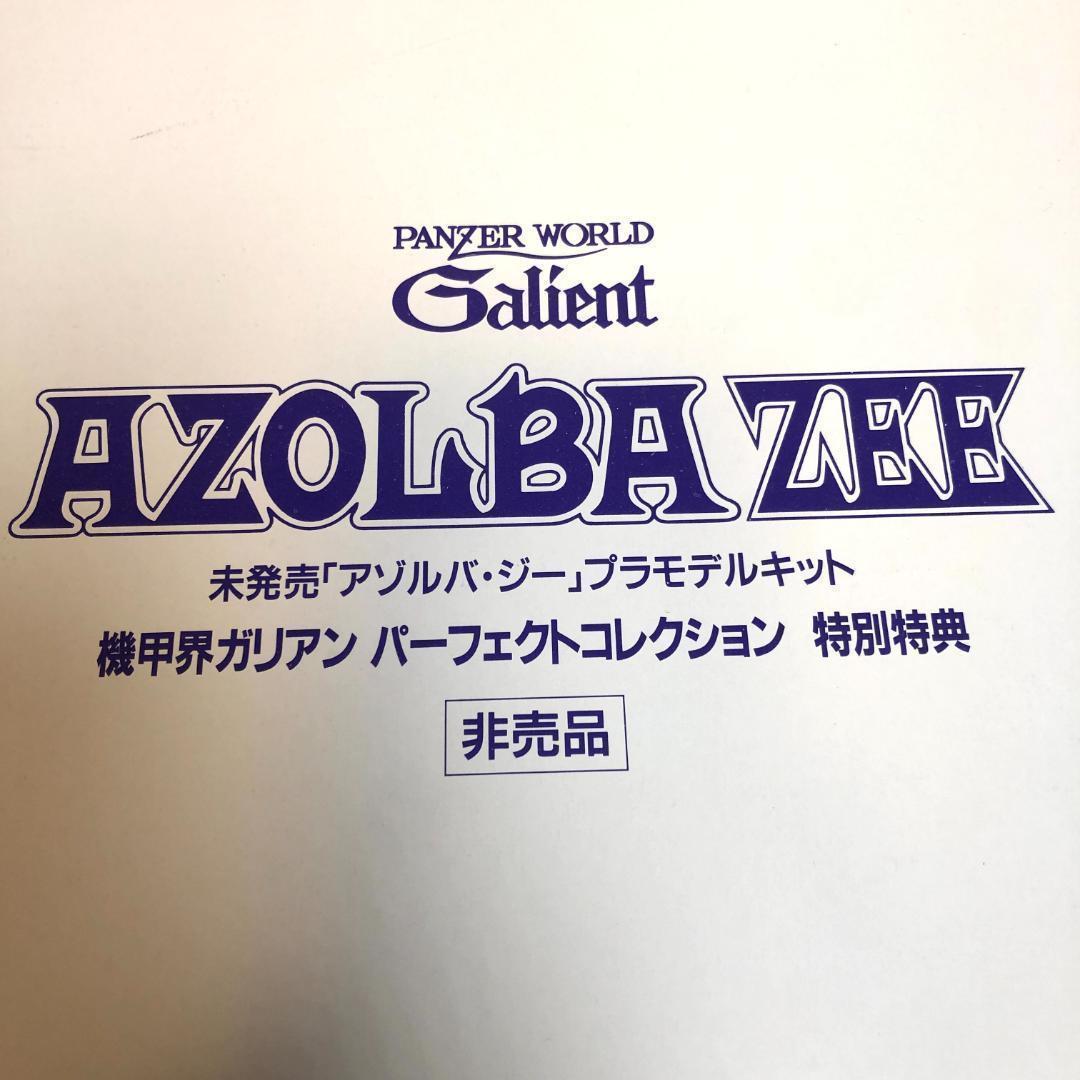 PANZER WORLD
Galient
AZOLBA ZEE
未発売「アゾルバ・ジー」プラモデルキット
機甲界ガリアン パーフェクトコレクション 特別特典
非売品